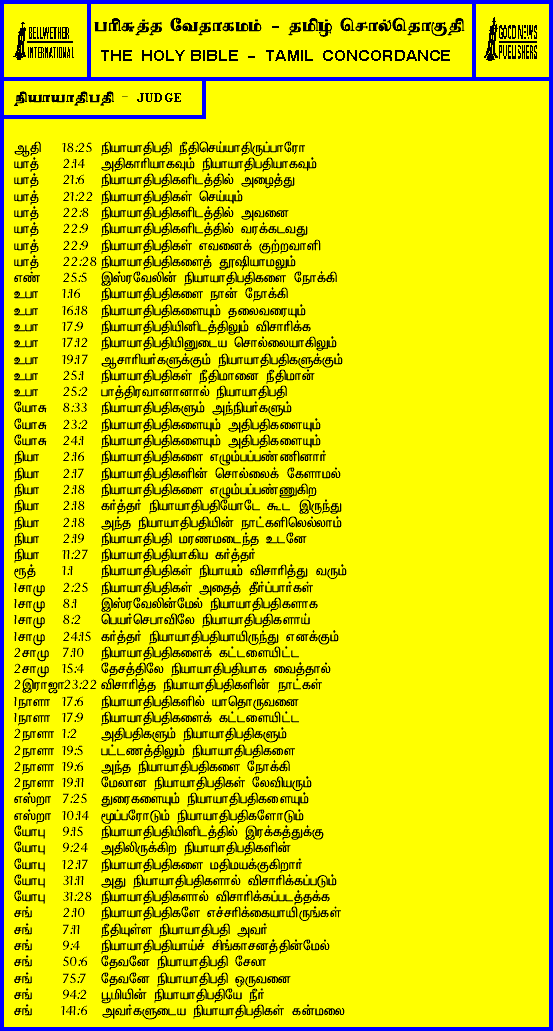 BELLWETHER
INTERNATIONAL
பரிசுத்த வேதாகமம் - தமிழ் சொல்தொகுதி
THE HOLY BIBLE - TAMIL CONCORDANCE
GOOD NEWS
PUBLISHERS
நியாயாதிபதி - JUDGE
ஆதி 18:25 நியாயாதிபதி நீதிசெய்யாதிருப்பாரோ
யாத் 2:14 அதிகாரியாகவும் நியாயாதிபதியாகவும்
யாத் 21:6 நியாயாதிபதிகளிடத்தில் அழைத்து
யாத் 21:22 நியாயாதிபதிகள் செய்யும்
யாத் 22:8 நியாயாதிபதிகளிடத்தில் அவனை
யாத் 22:9 நியாயாதிபதிகளிடத்தில் வரக்கடவது
யாத் 22:9 நியாயாதிபதிகள் எவனைக் குற்றவாளி
யாத் 22:28 நியாயாதிபதிகளைத் தூஷியாமலும்
எண் 25:5 இஸ்ரவேலின் நியாயாதிபதிகளை நோக்கி
உபா 1:16 நியாயாதிபதிகளை நான் நோக்கி
உபா 16:18 நியாயாதிபதிகளையும் தலைவரையும்
உபா 17:9 நியாயாதிபதியினிடத்திலும் விசாரிக்க
உபா 17:12 நியாயாதிபதியினுடைய சொல்லையாகிலும்
உபா 19:17 ஆசாரியர்களுக்கும் நியாயாதிபதிகளுக்கும்
உபா 25:1 நியாயாதிபதிகள் நீதிமானை நீதிமான்
உபா 25:2 பாத்திரவானானால் நியாயாதிபதி
யோசு 8:33 நியாயாதிபதிகளும் அந்நியர்களும்
யோசு 23:2 நியாயாதிபதிகளையும் அதிபதிகளையும்
யோசு 24:1 நியாயாதிபதிகளையும் அதிபதிகளையும்
நியா 2:16 நியாயாதிபதிகளை எழும்பப்பண்ணினார்
நியா 2:17 நியாயாதிபதிகளின் சொல்லைக் கேளாமல்
நியா 2:18 நியாயாதிபதிகளை எழும்பப்பண்ணுகிற
நியா 2:18 கர்த்தர் நியாயாதிபதியோடே கூட இருந்து
நியா 2:18 அந்த நியாயாதிபதியின் நாட்களிலெல்லாம்
நியா 2:19 நியாயாதிபதி மரணமடைந்த உடனே
நியா 11:27 நியாயாதிபதியாகிய கர்த்தர்
ரூத் 1:1 நியாயாதிபதிகள் நியாயம் விசாரித்து வரும்
1சாமு 2:25 நியாயாதிபதிகள் அதைத் தீர்ப்பார்கள்
1சாமு 8:1 இஸ்ரவேலின்மேல் நியாயாதிபதிகளாக
1சாமு 8:2 பெயர்செபாவிலே நியாயாதிபதிகளாய்
1சாமு 24:15 கர்த்தர் நியாயாதிபதியாயிருந்து எனக்கும்
2சாமு 7:10 நியாயாதிபதிகளைக் கட்டளையிட்ட
2சாமு 15:4 தேசத்திலே நியாயாதிபதியாக வைத்தால்
2இராஜா23:22 விசாரித்த நியாயாதிபதிகளின் நாட்கள்
1நாளா 17:6 நியாயாதிபதிகளில் யாதொருவனை
1நாளா 17:9 நியாயாதிபதிகளைக் கட்டளையிட்ட
2நாளா 1:2 அதிபதிகளும் நியாயாதிபதிகளும்
2நாளா 19:5 பட்டணத்திலும் நியாயாதிபதிகளை
2நாளா 19:6 அந்த நியாயாதிபதிகளை நோக்கி
2நாளா 19:11 மேலான நியாயாதிபதிகள் லேவியரும்
எஸ்றா 7:25 துரைகளையும் நியாயாதிபதிகளையும்
எஸ்றா 10:14 மூப்பரோடும் நியாயாதிபதிகளோடும்
யோபு 9:15 நியாயாதிபதியினிடத்தில் இரக்கத்துக்கு
யோபு 9:24 அதிலிருக்கிற நியாயாதிபதிகளின்
யோபு 12:17 நியாயாதிபதிகளை மதிமயக்குகிறார்
யோபு 31:11 அது நியாயாதிபதிகளால் விசாரிக்கப்படும்
யோபு 31:28 நியாயாதிபதிகளால் விசாரிக்கப்படத்தக்க
சங் 2:10 நியாயாதிபதிகளே எச்சரிக்கையாயிருங்கள்
சங் 7:11 நீதியுள்ள நியாயாதிபதி அவர்
சங் 9:4 நியாயாதிபதியாய்ச் சிங்காசனத்தின்மேல்
சங் 50:6 தேவனே நியாயாதிபதி சேலா
சங் 75:7 தேவனே நியாயாதிபதி ஒருவனை
சங் 94:2 பூமியின் நியாயாதிபதியே நீர்
சங் 141:6 அவர்களுடைய நியாயாதிபதிகள் கன்மலை